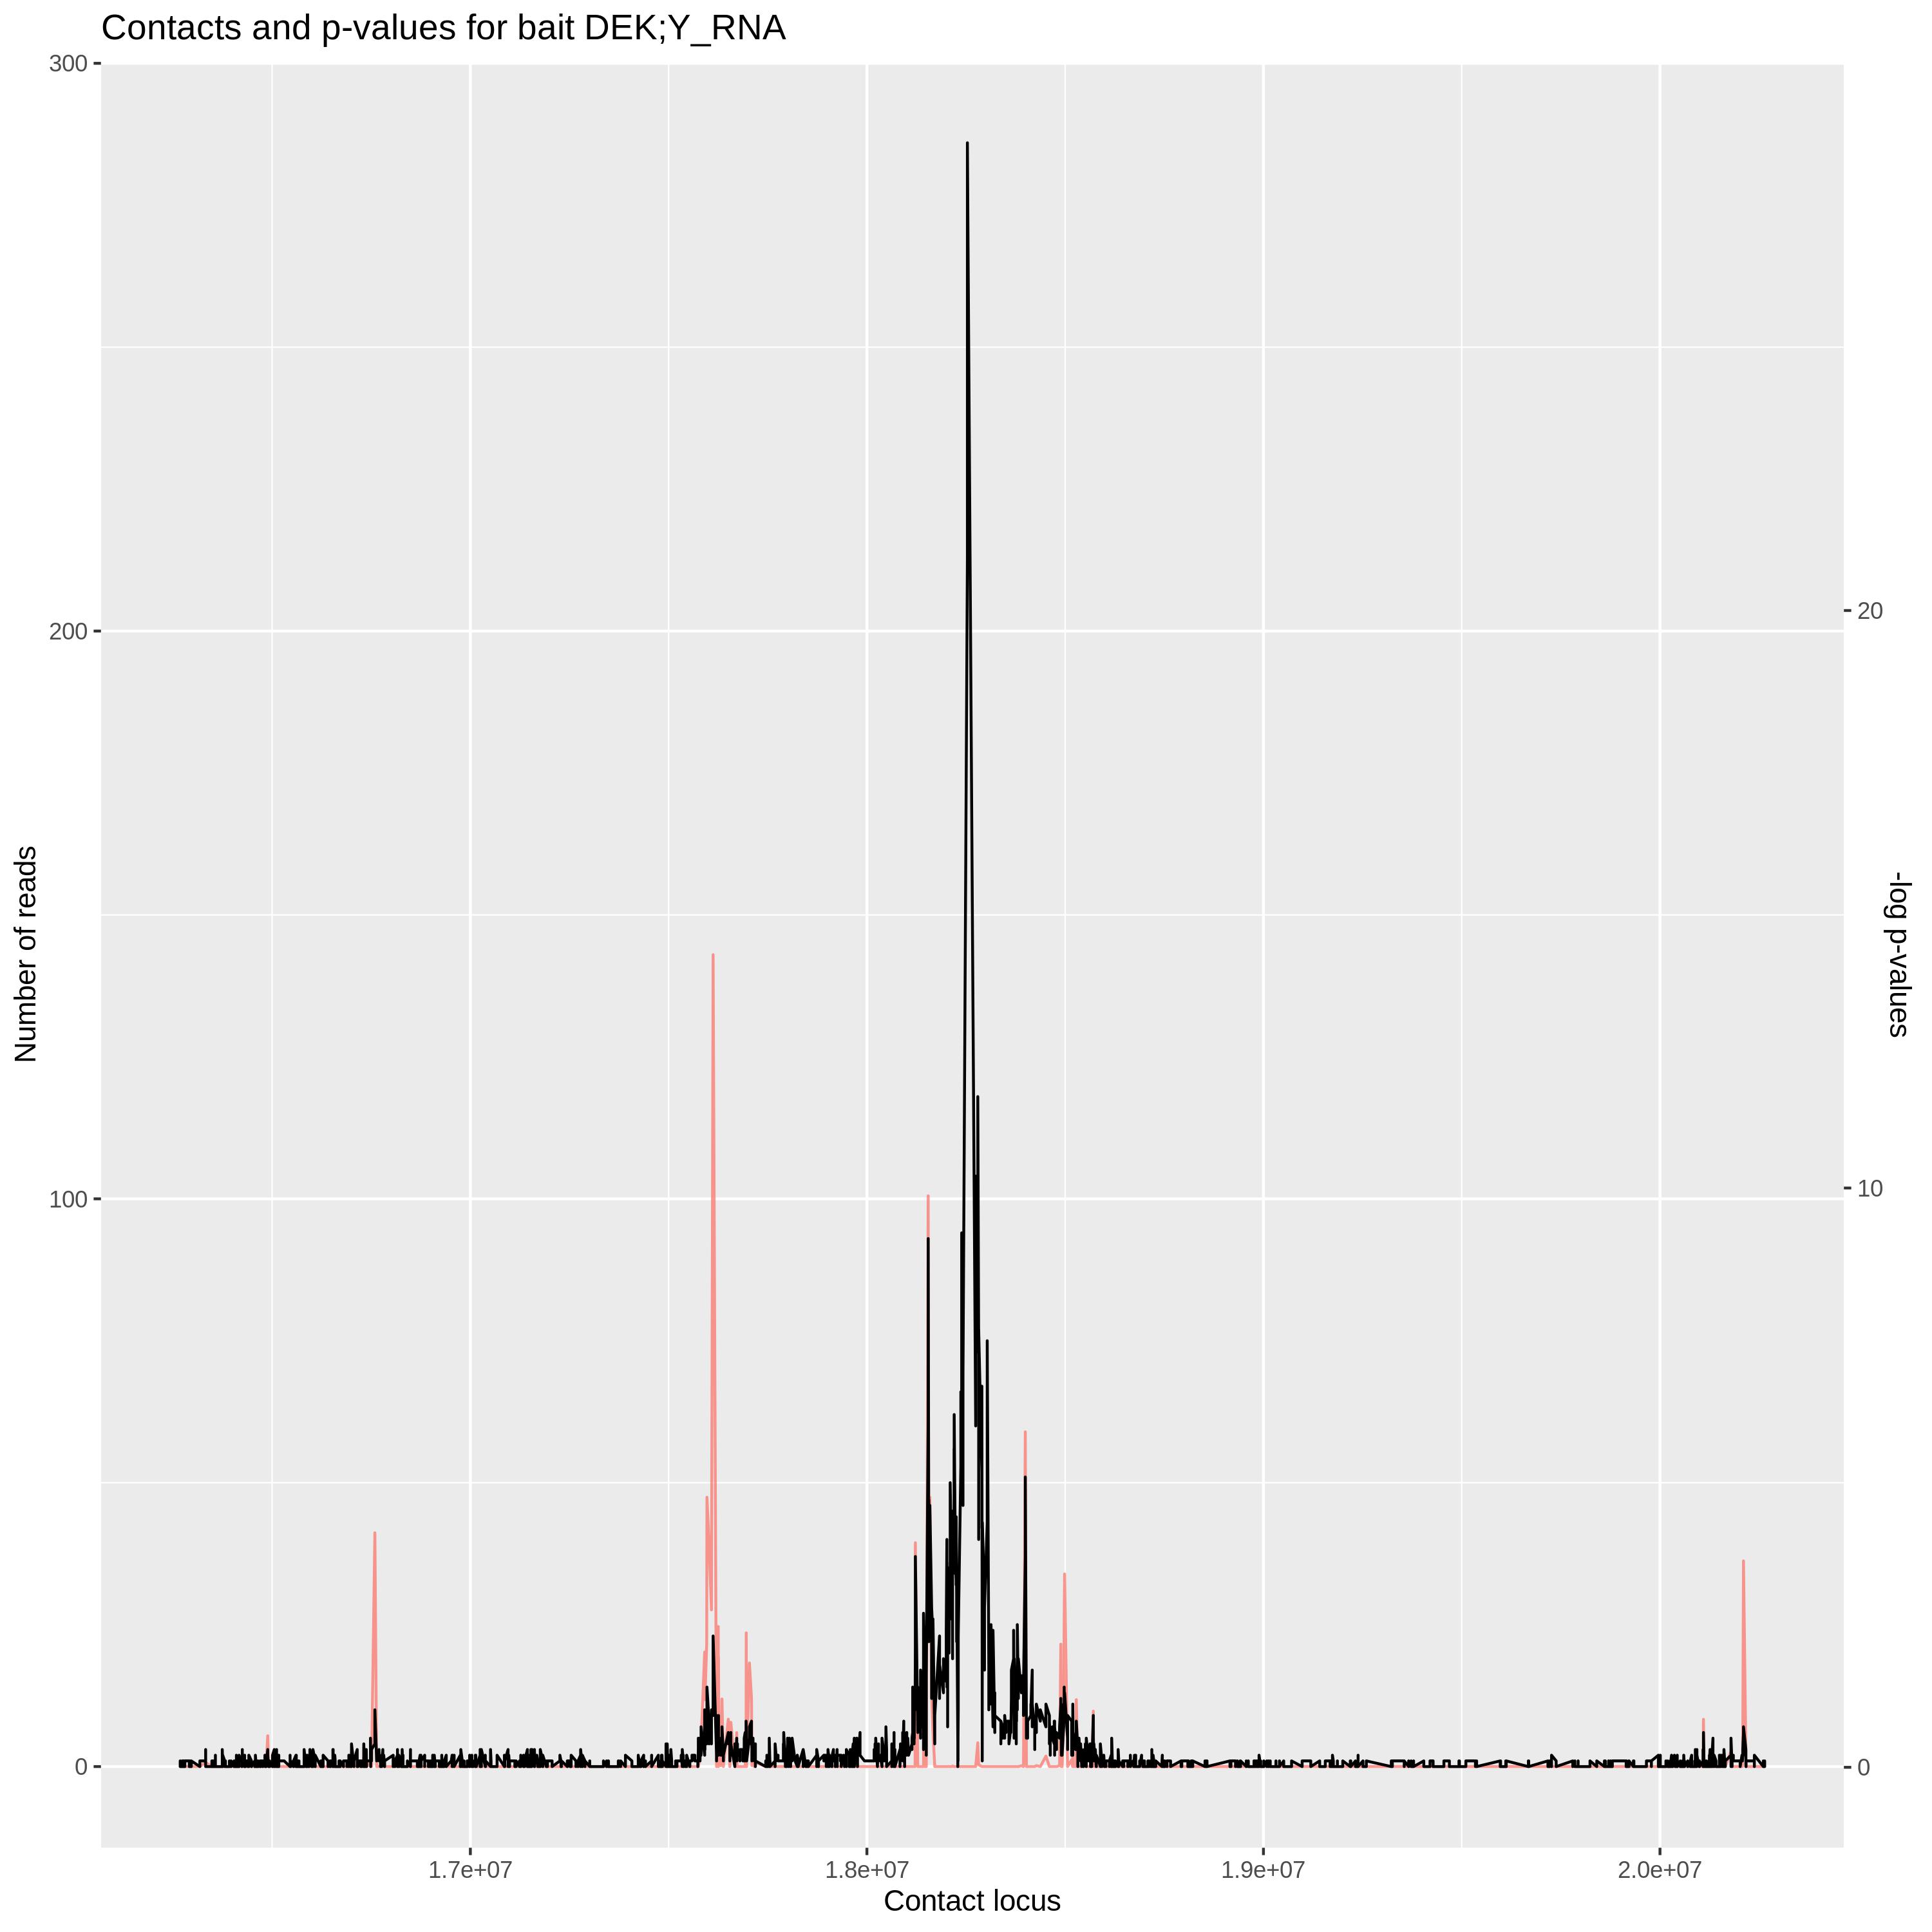 Contacts and p-values for bait DEK;Y_RNA
300
200
100
0
Number of reads
20
10
0
-log p-values
1.7e+07
1.8e+07
1.9e+07
2.0e+07
Contact locus